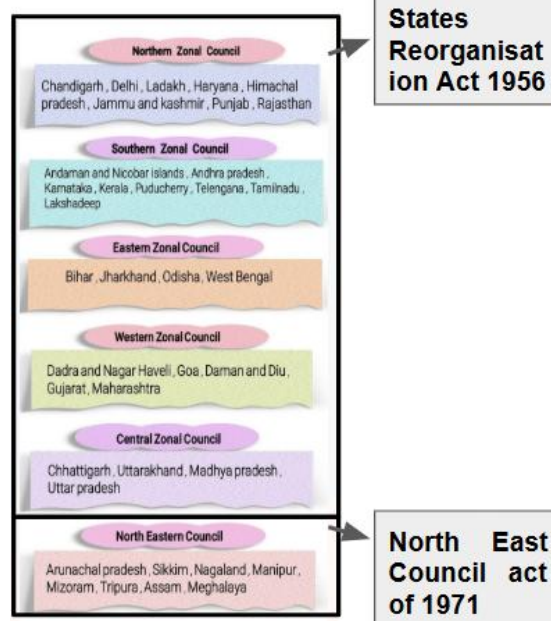 Northern Zonal Council
Chandigarh, Delhi, Ladakh, Haryana, Himachal
pradesh, Jammu and kashmir, Punjab, Rajasthan
Southern Zonal Council
Andaman and Nicobar islands, Andhra pradesh,
Karnataka, Kerala, Puducherry, Telengana, Tamilnadu,
Lakshadeep
Eastern Zonal Council
Bihar, Jharkhand, Odisha, West Bengal
Western Zonal Council
Dadra and Nagar Haveli, Goa, Daman and Diu,
Gujarat, Maharashtra
Central Zonal Council
Chhattigarh, Uttarakhand, Madhya pradesh,
Uttar pradesh
North Eastern Council
Arunachal pradesh, Sikkim, Nagaland, Manipur,
Mizoram, Tripura, Assam, Meghalaya
States
Reorganisat
ion Act 1956
North East
Council act
of 1971